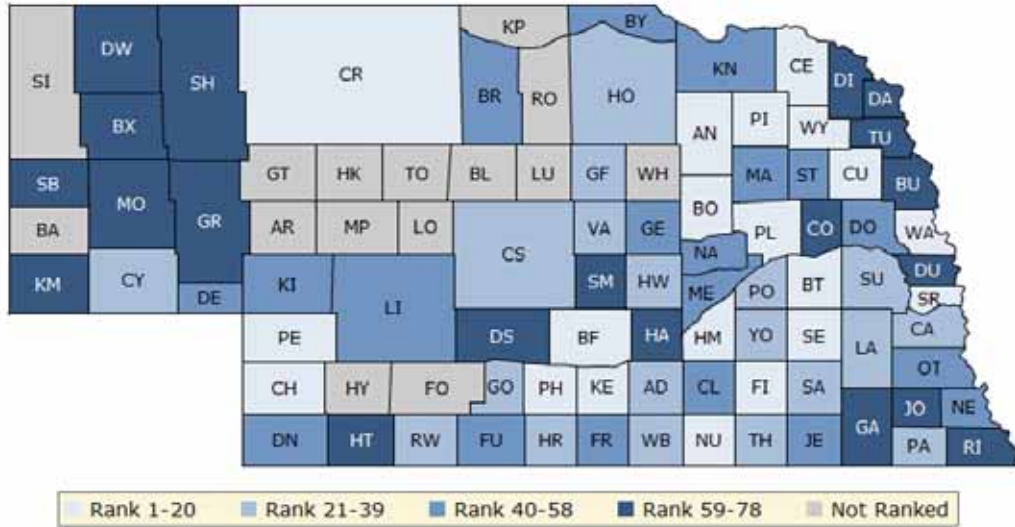 KP BY
DW CE
SI SH CR BR RO HO KN DI
DA
BX AN PI WY TU
GT HK TO BL LU GF WH MA ST CU BU
SB MO GR
BA AR MP LO CS VA GE BO PL CO DO WA
NA
KM CY DE KI LI SM HW ME PO BT SU DU
SR
PE DS BF HA HM YO SE LA CA
OT
CH HY FO GO PH KE AD CL FI SA
GA JO NE
DN HT RW FU HR FR WB NU TH JE PA RI
Rank 1-20 Rank 21-39 Rank 40-58 Rank 59-78 Not Ranked